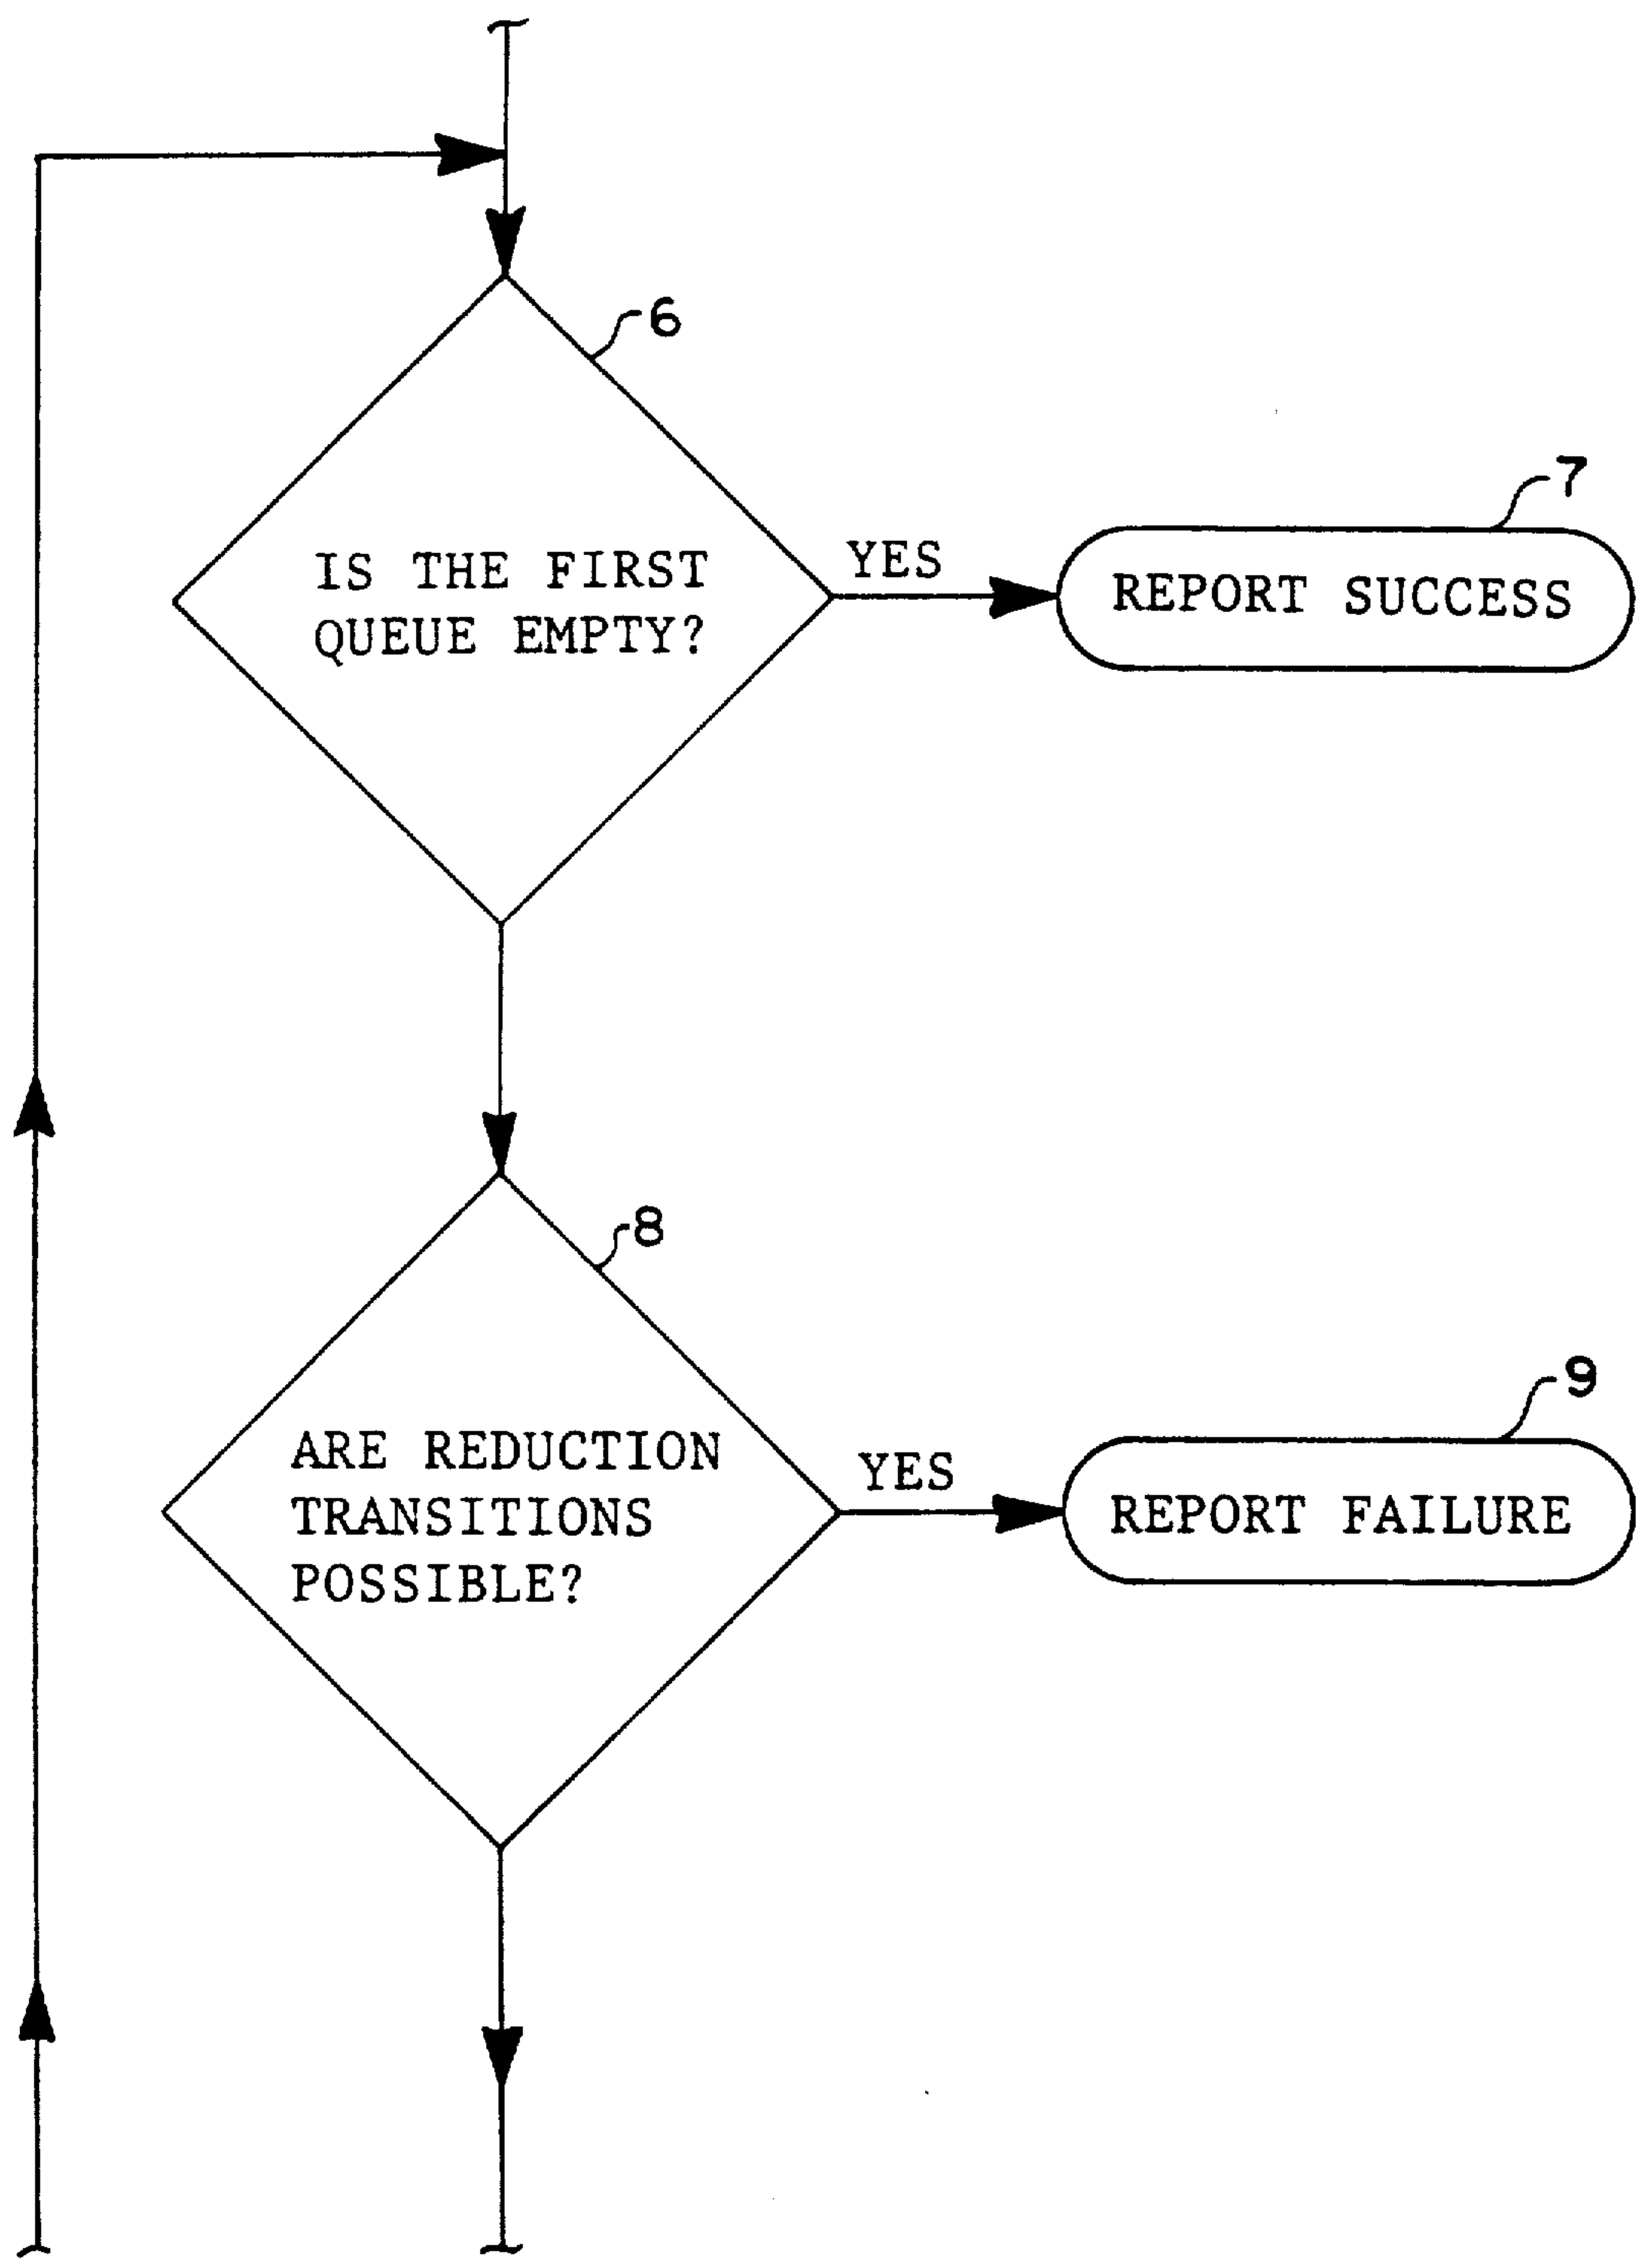 6
IS THE FIRST
QUEUE EMPTY?
YES
7
REPORT SUCCESS
8
ARE REDUCTION
TRANSITIONS
POSSIBLE?
YES
9
REPORT FAILURE